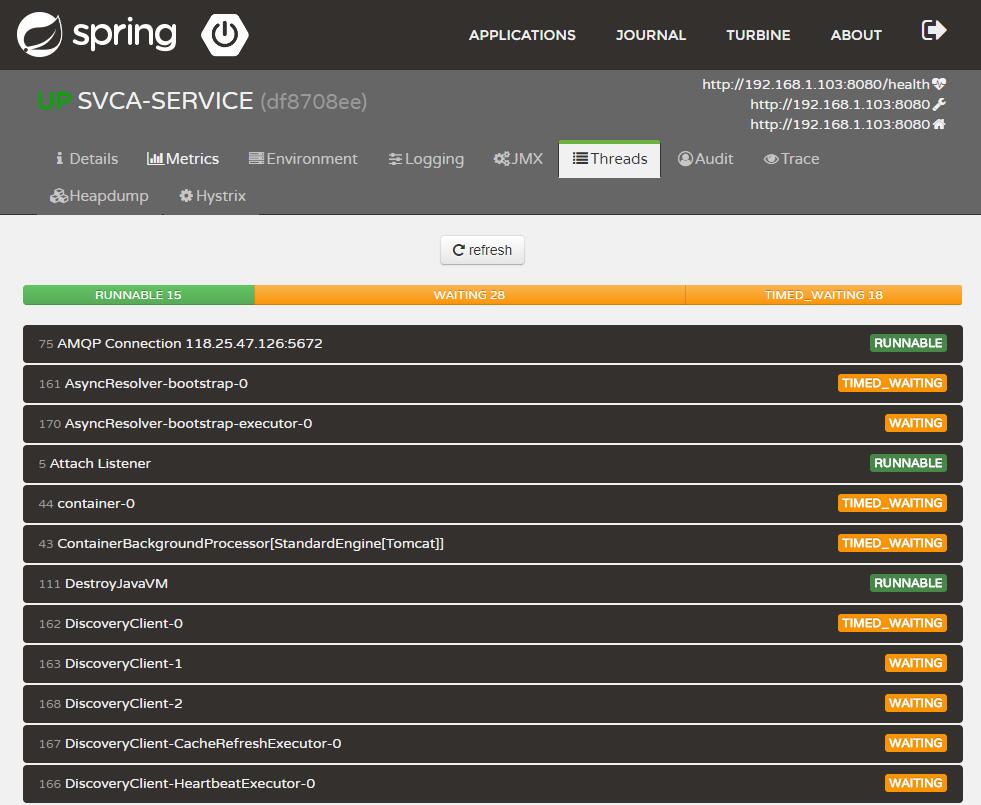 spring
APPLICATIONS JOURNAL TURBINE ABOUT
UP SVCA-SERVICE (df8708ee)
http://192.168.1.103:8080/health
http://192.168.1.103:8080
http://192.168.1.103:8080
Details Metrics Environment Logging JMX Threads Audit Trace
Heapdump Hystrix
refresh
RUNNABLE 15 WAITING 28 TIMED_WAITING 18
75 AMQP Connection 118.25.47.126:5672 RUNNABLE
161 AsyncResolver-bootstrap-0 TIMED_WAITING
170 AsyncResolver-bootstrap-executor-0 WAITING
5 Attach Listener RUNNABLE
44 container-0 TIMED_WAITING
43 ContainerBackgroundProcessor[StandardEngine[Tomcat]] TIMED_WAITING
111 DestroyJavaVM RUNNABLE
162 DiscoveryClient-0 TIMED_WAITING
163 DiscoveryClient-1 WAITING
168 DiscoveryClient-2 WAITING
167 DiscoveryClient-CacheRefreshExecutor-0 WAITING
166 DiscoveryClient-HeartbeatExecutor-0 WAITING